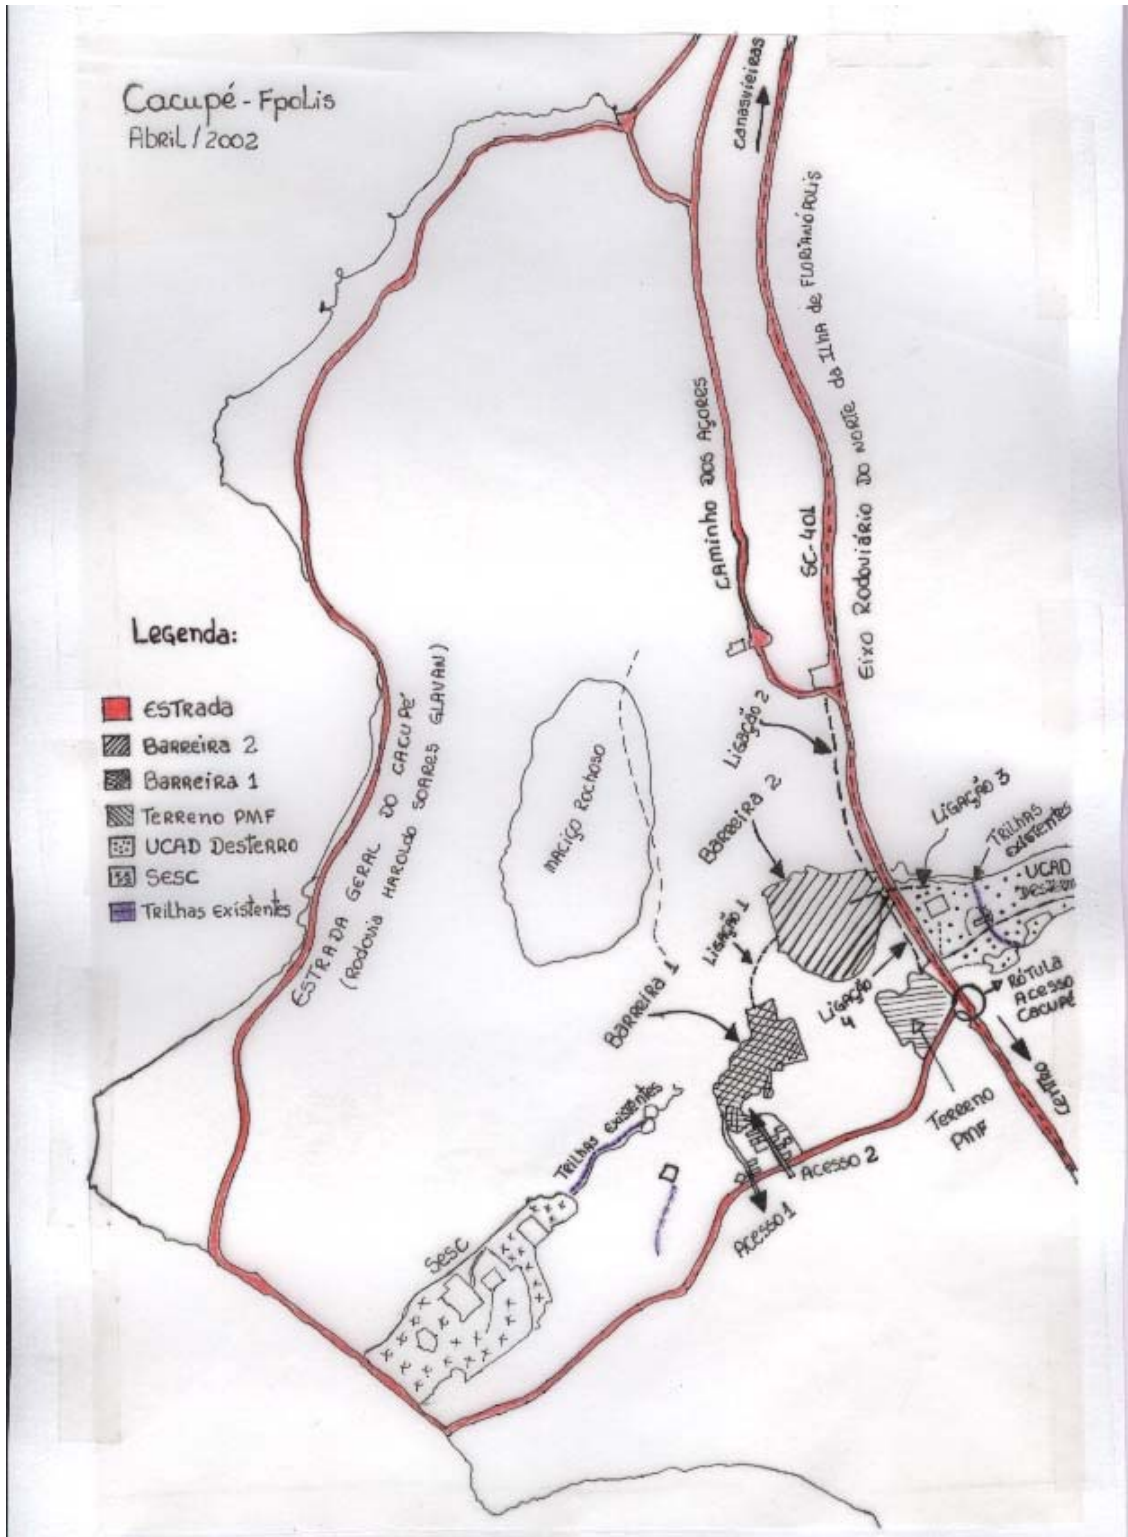 Cacupé - Fpolis
Abril / 2002
Canasvieiras
Eixo Rodoviário do Norte da Ilha de Florianópolis
SC-401
Caminho dos Açores
Legenda:
Estrada
Barreira 2
Barreira 1
Terreno PMF
UCAD Desterro
Sesc
Trilhas existentes
Estrada Geral do Cacupé
(Rodovia Haroldo Soares Glavan)
Maciço Rochoso
Ligação 2
Barreira 2
Ligação 3
Trilhas
existentes
UCAD
Ligação 1
Barreira 1
Ligação
4
Rótula
Acesso
Cacupé
Centro
Terreno
PMF
Trilhas existentes
Acesso 2
Acesso 1
Sesc